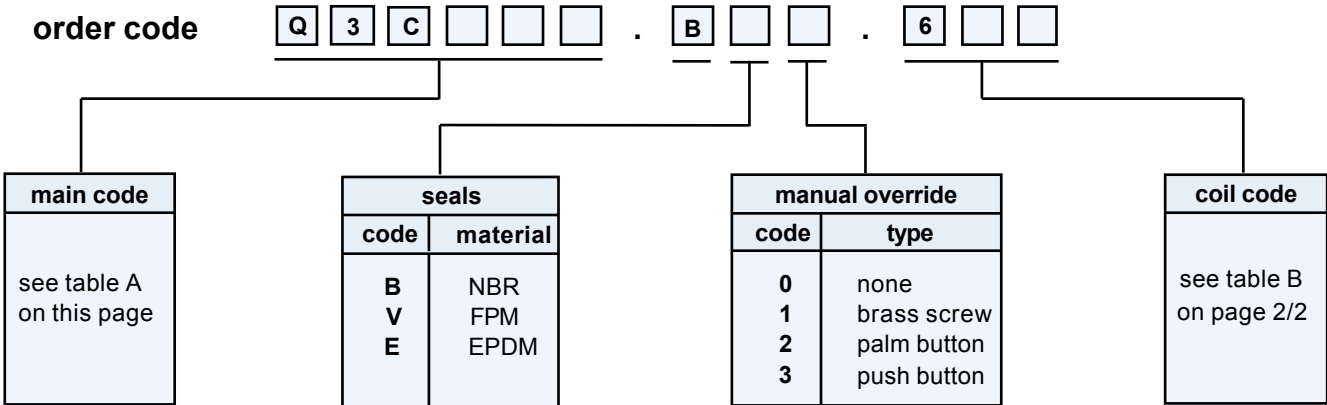 order code Q 3 C . B . 6
main code
see table A
on this page
seals
code material
B NBR
V FPM
E EPDM
manual override
code type
0 none
1 brass screw
2 palm button
3 push button
coil code
see table B
on page 2/2